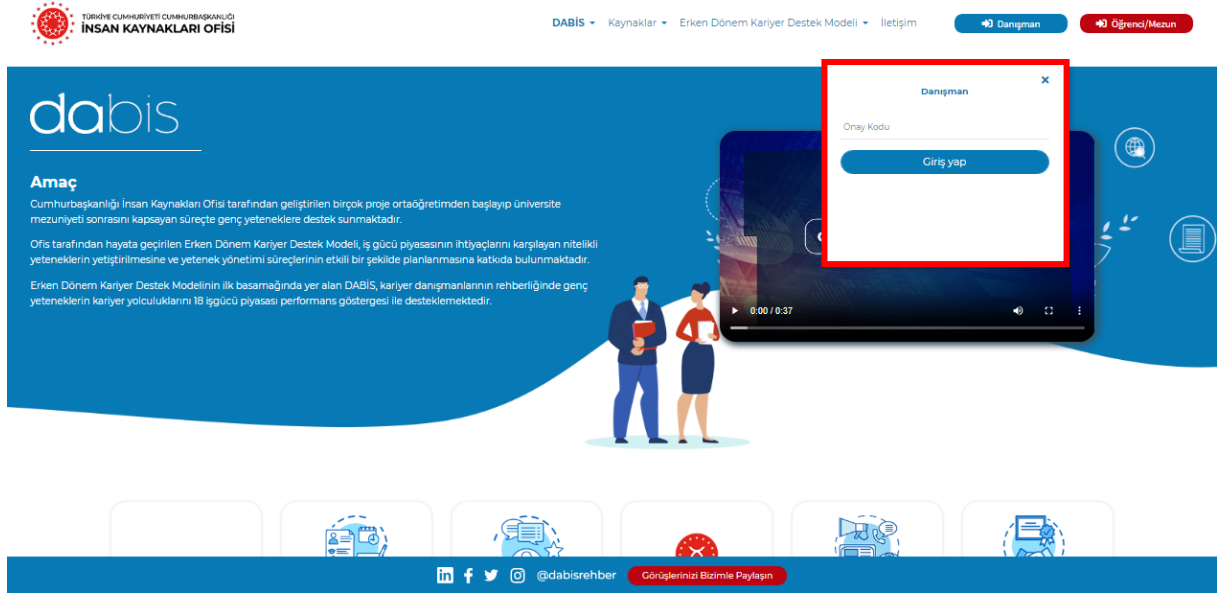 TÜRKİYE CUMHURİYETİ CUMHURBAŞKANLIĞI
İNSAN KAYNAKLARI OFİSİ
DABİS Kaynaklar Erken Dönem Kariyer Destek Modeli İletişim Danışman Öğrenci/Mezun
dabis
Amaç
Cumhurbaşkanlığı İnsan Kaynakları Ofisi tarafından geliştirilen birçok proje ortaöğretimden başlayıp üniversite
mezuniyeti sonrasını kapsayan süreçte genç yeteneklere destek sunmaktadır.
Ofis tarafından hayata geçirilen Erken Dönem Kariyer Destek Modeli, iş gücü piyasasının ihtiyaçlarını karşılayan nitelikli
yeteneklerin yetiştirilmesine ve yetenek yönetimi süreçlerinin etkili bir şekilde planlanmasına katkıda bulunmaktadır.
Erken Dönem Kariyer Destek Modelinin ilk basamağında yer alan DABİS, kariyer danışmanlarının rehberliğinde genç
yeteneklerin kariyer yolculuklarını 18 işgücü piyasası performans göstergesi ile desteklemektedir.
Danışman
Onay Kodu
Giriş yap
0:00 / 0:37
@dabisrehber Görüşlerinizi Bizimle Paylaşın